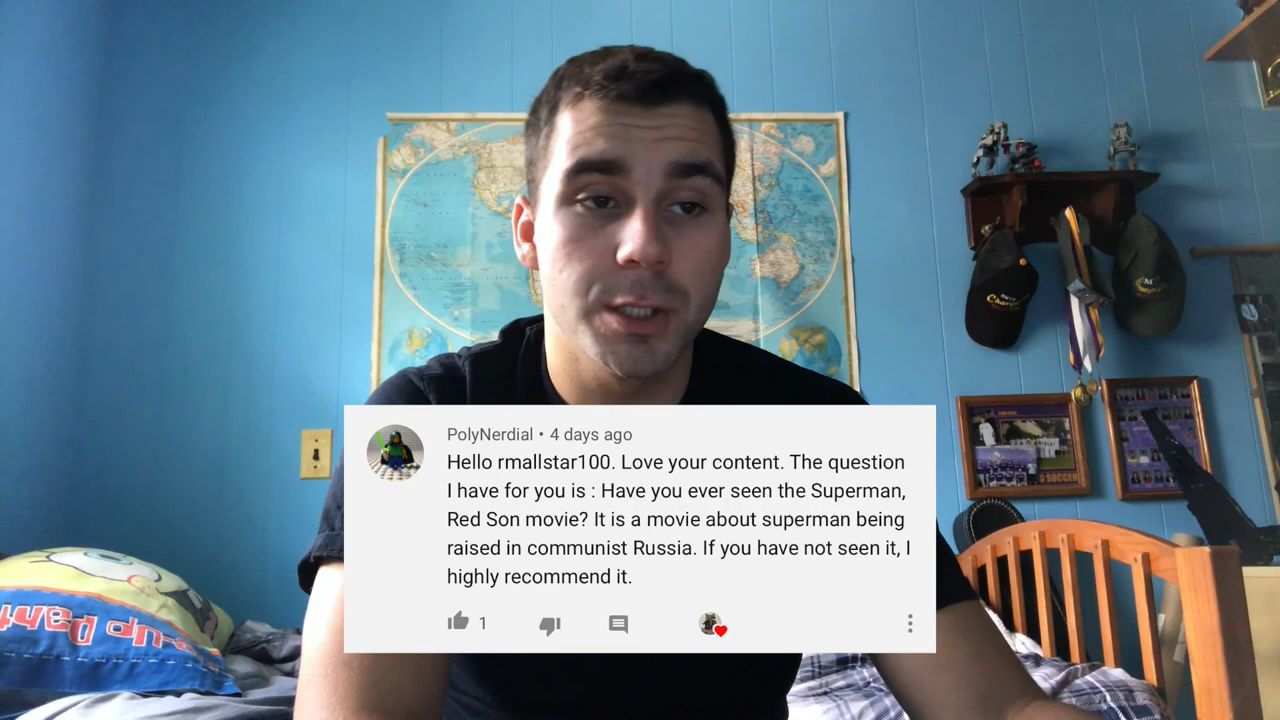 PolyNerdial • 4 days ago
Hello rmallstar100. Love your content. The question
I have for you is : Have you ever seen the Superman,
Red Son movie? It is a movie about superman being
raised in communist Russia. If you have not seen it, I
highly recommend it.
1
SOCCER